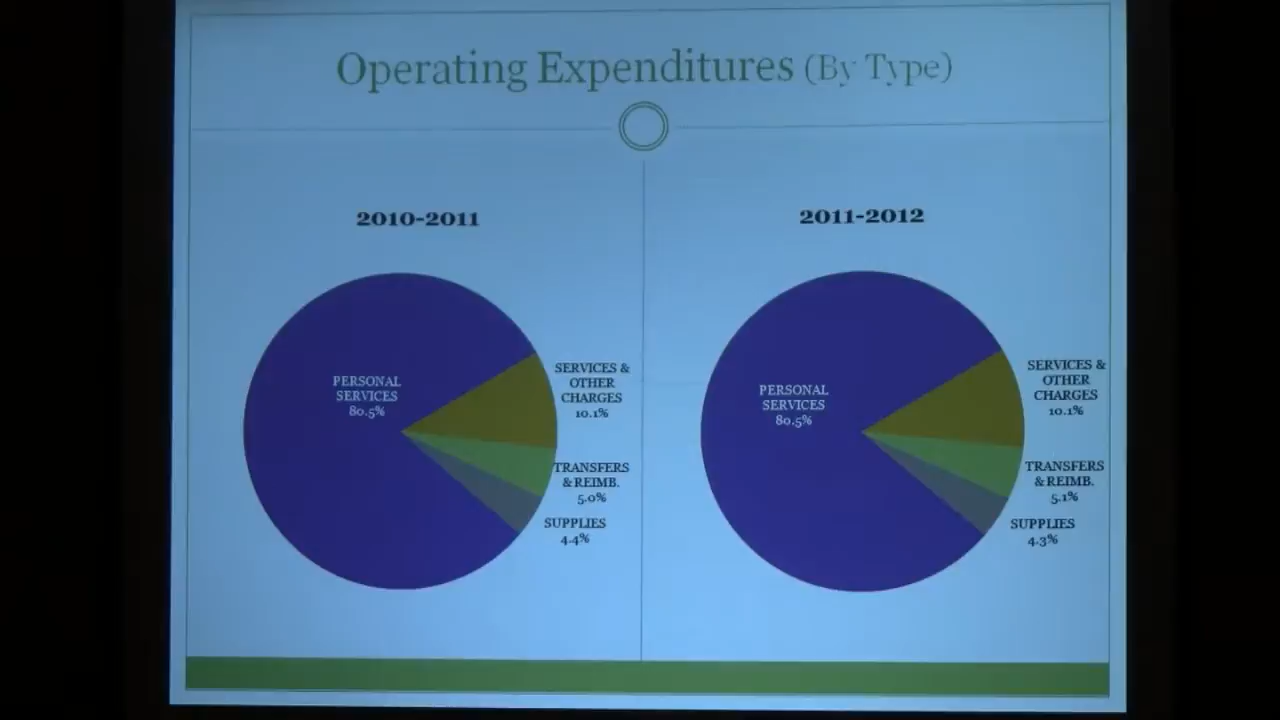 Operating Expenditures (By Type)
2010-2011
PERSONAL
SERVICES
80.5%
SERVICES &
OTHER
CHARGES
10.1%
TRANSFERS
& REIMB.
5.0%
SUPPLIES
4.4%
2011-2012
PERSONAL
SERVICES
80.5%
SERVICES &
OTHER
CHARGES
10.1%
TRANSFERS
& REIMB.
5.1%
SUPPLIES
4.3%